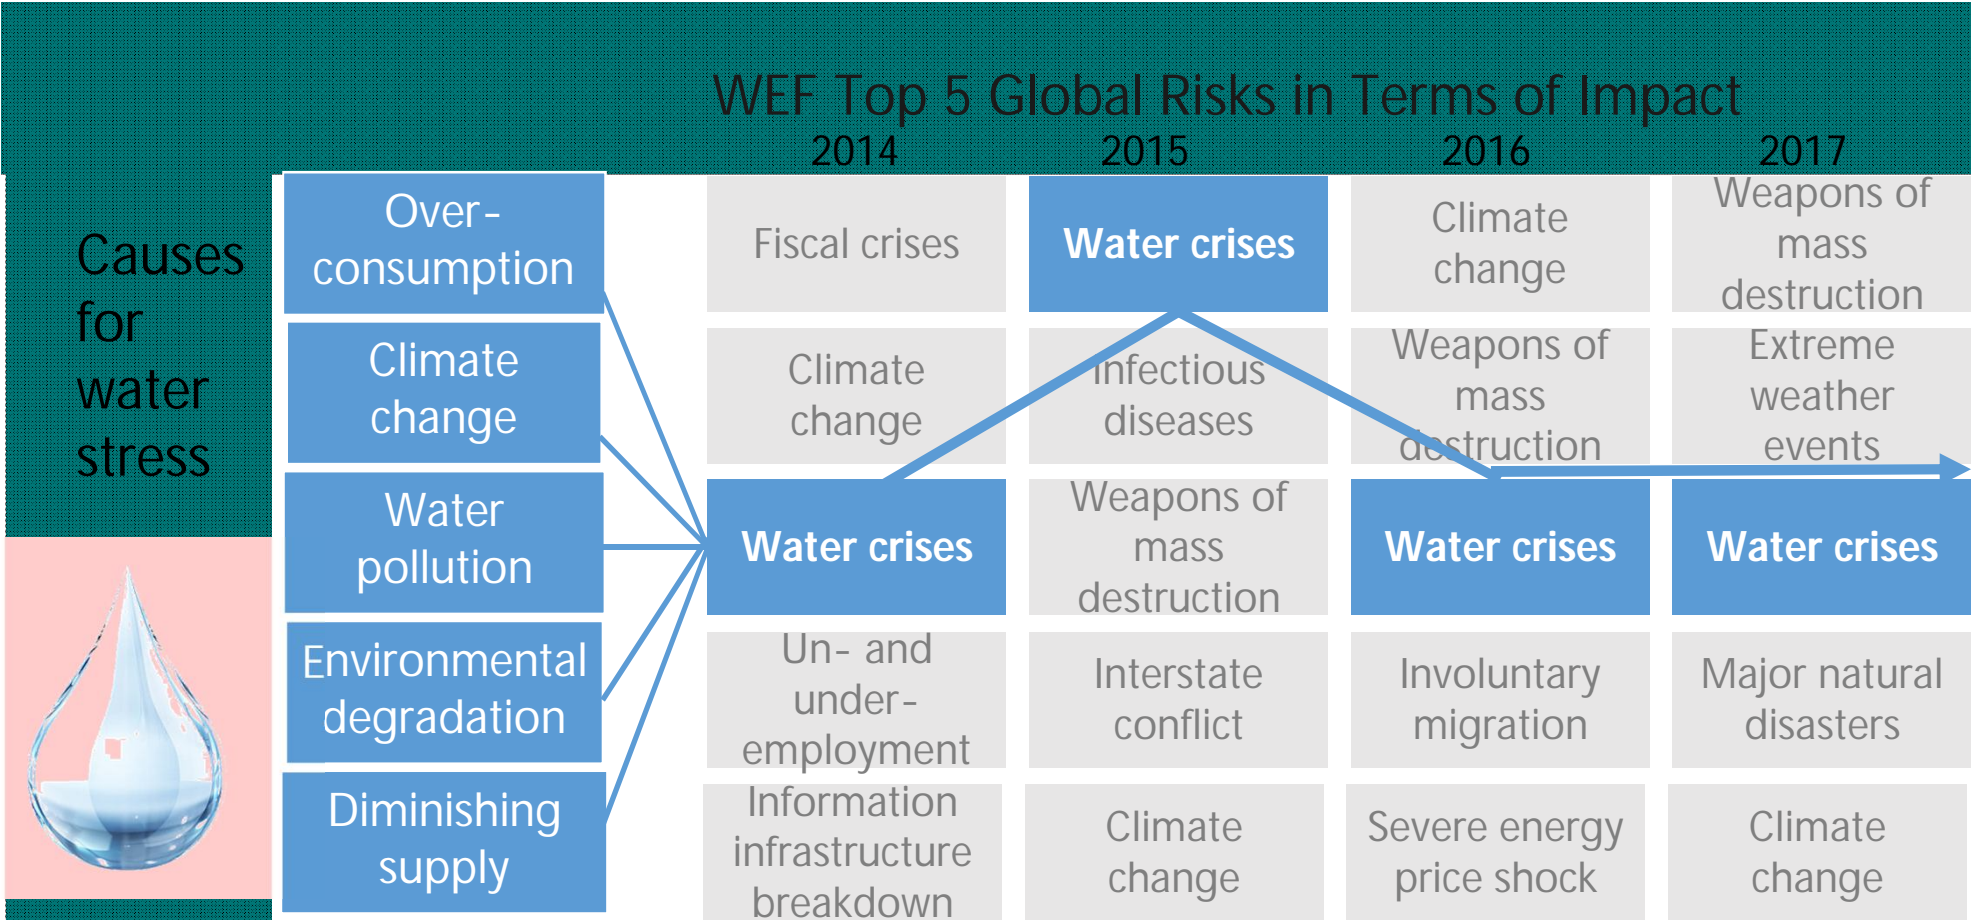 WEF Top 5 Global Risks in Terms of Impact
2014 2015 2016 2017
Causes
for
water
stress
Over-
consumption
Climate
change
Water
pollution
Environmental
degradation
Diminishing
supply
Fiscal crises
Climate
change
Water crises
Un- and
under-
employment
Information
infrastructure
breakdown
Water crises
Infectious
diseases
Weapons of
mass
destruction
Interstate
conflict
Climate
change
Climate
change
Weapons of
mass
destruction
Water crises
Involuntary
migration
Severe energy
price shock
Weapons of
mass
destruction
Extreme
weather
events
Water crises
Major natural
disasters
Climate
change